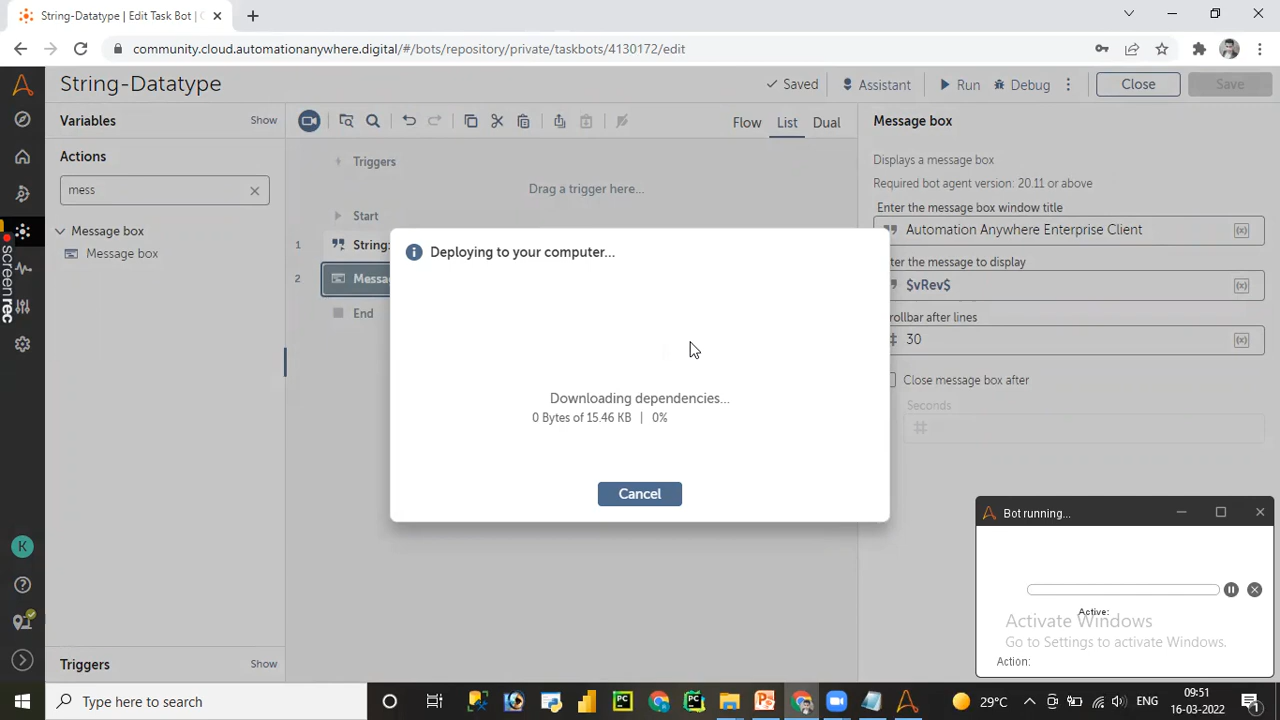 String-Datatype | Edit Task Bot |
community.cloud.automationanywhere.digital/#/bots/repository/private/taskbots/4130172/edit
String-Datatype
Saved
Assistant
Run
Debug
Close
Save
Variables
Show
Flow
List
Dual
Message box
Actions
Triggers
Displays a message box
Required bot agent version: 20.11 or above
mess
Drag a trigger here...
Enter the message box window title
Start
Automation Anywhere Enterprise Client
Message box
1
String:
Deploying to your computer...
Message box
ter the message to display
2
Messa
$vRev$
End
rollbar after lines
30
Close message box after
Downloading dependencies...
Seconds
0 Bytes of 15.46 KB | 0%
Cancel
Bot running...
screenrec
K
Active:
Activate Windows
Go to Settings to activate Windows.
Action:
Triggers
Show
Type here to search
29°C
ENG
09:51
16-03-2022
1